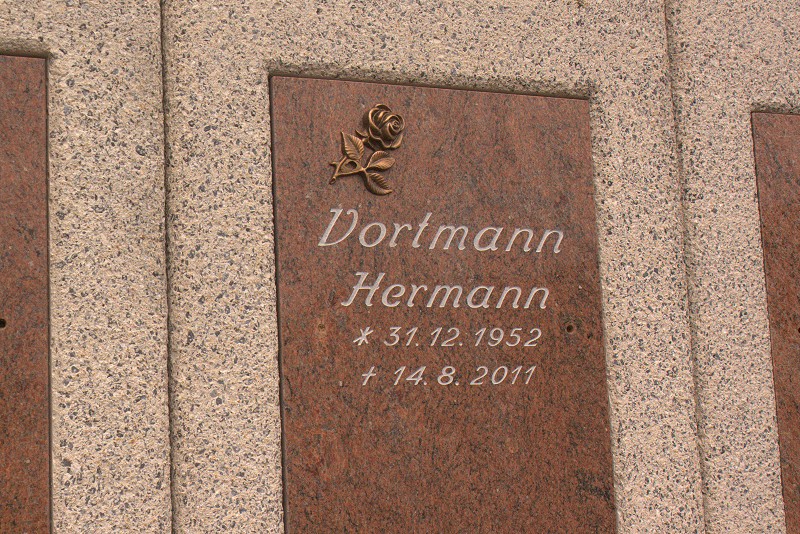 Vortmann
Hermann
* 31. 12. 1952
† 14. 8. 2011